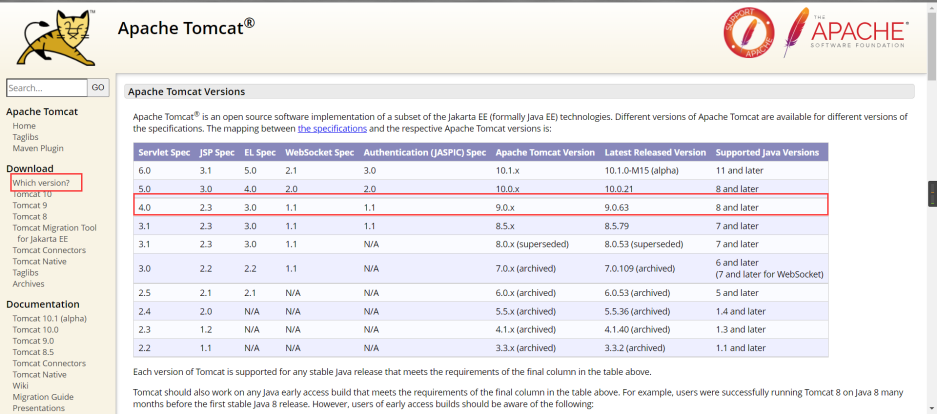 TM
Apache Tomcat®
SUPPORT
APACHE
THE
APACHE®
SOFTWARE FOUNDATION
Search...
GO
Apache Tomcat
Home
Taglibs
Maven Plugin
Download
Which version?
Tomcat 10
Tomcat 9
Tomcat 8
Tomcat Migration Tool
for Jakarta EE
Tomcat Connectors
Tomcat Native
Taglibs
Archives
Documentation
Tomcat 10.1 (alpha)
Tomcat 10.0
Tomcat 9.0
Tomcat 8.5
Tomcat Connectors
Tomcat Native
Wiki
Migration Guide
Presentations
Apache Tomcat Versions
Apache Tomcat® is an open source software implementation of a subset of the Jakarta EE (formally Java EE) technologies. Different versions of Apache Tomcat are available for different versions of
the specifications. The mapping between the specifications and the respective Apache Tomcat versions is:
Servlet Spec JSP Spec EL Spec WebSocket Spec Authentication (JASPIC) Spec Apache Tomcat Version Latest Released Version Supported Java Versions
6.0 3.1 5.0 2.1 3.0 10.1.x 10.1.0-M15 (alpha) 11 and later
5.0 3.0 4.0 2.0 2.0 10.0.x 10.0.21 8 and later
4.0 2.3 3.0 1.1 1.1 9.0.x 9.0.63 8 and later
3.1 2.3 3.0 1.1 1.1 8.5.x 8.5.79 7 and later
3.1 2.3 3.0 1.1 N/A 8.0.x (superseded) 8.0.53 (superseded) 7 and later
3.0 2.2 2.2 1.1 N/A 7.0.x (archived) 7.0.109 (archived) 6 and later
(7 and later for WebSocket)
2.5 2.1 2.1 N/A N/A 6.0.x (archived) 6.0.53 (archived) 5 and later
2.4 2.0 N/A N/A N/A 5.5.x (archived) 5.5.36 (archived) 1.4 and later
2.3 1.2 N/A N/A N/A 4.1.x (archived) 4.1.40 (archived) 1.3 and later
2.2 1.1 N/A N/A N/A 3.3.x (archived) 3.3.2 (archived) 1.1 and later
Each version of Tomcat is supported for any stable Java release that meets the requirements of the final column in the table above.
Tomcat should also work on any Java early access build that meets the requirements of the final column in the table above. For example, users were successfully running Tomcat 8 on Java 8 many
months before the first stable Java 8 release. However, users of early access builds should be aware of the following: